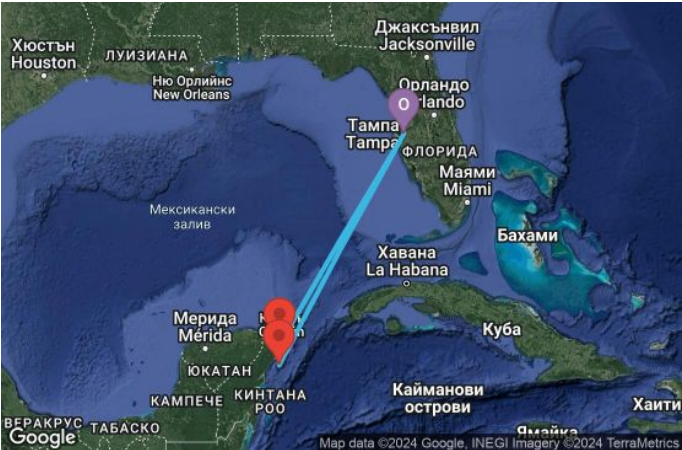 Джаксънвил
Jacksonville
Хюстън
Houston
ЛУИЗИАНА
Ню Орлийнс
New Orleans
Орландо
Orlando
O
Тампа
Tampa
ФЛОРИДА
Маями
Miami
Мексикански
залив
Бахами
Хавана
La Habana
Мерида
Mérida
Куба
ЮКАТАН
КАМПЕЧЕ
КИНТАНА
РОО
Кайманови
острови
Хаити
ВЕРАКРУС
ТАБАСКО
Ямайка
Google
Map data ©2024 Google, INEGI Imagery ©2024 TerraMetrics